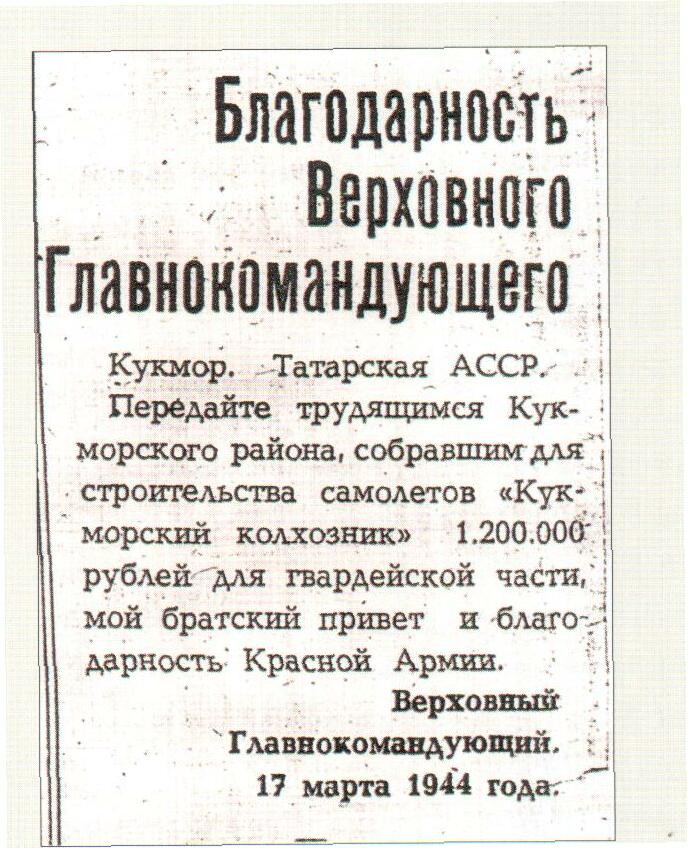 Благодарность
Верховного
Главнокомандующего
Кукмор. Татарская АССР.
Передайте трудящимся Кук-
морского района, собравшим для
строительства самолетов «Кук-
морский колхозник» 1.200.000
рублей для гвардейской части,
мой братский привет и благо-
дарность Красной Армии.
Верховный
Главнокомандующий.
17 марта 1944 года.